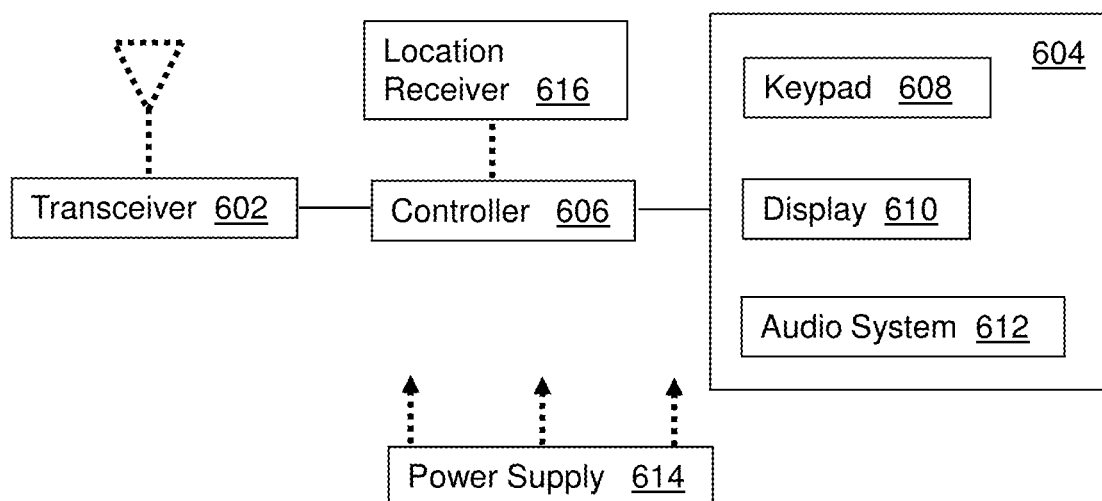 Location
Receiver 616
604
Keypad 608
Transceiver 602
Controller 606
Display 610
Audio System 612
Power Supply 614